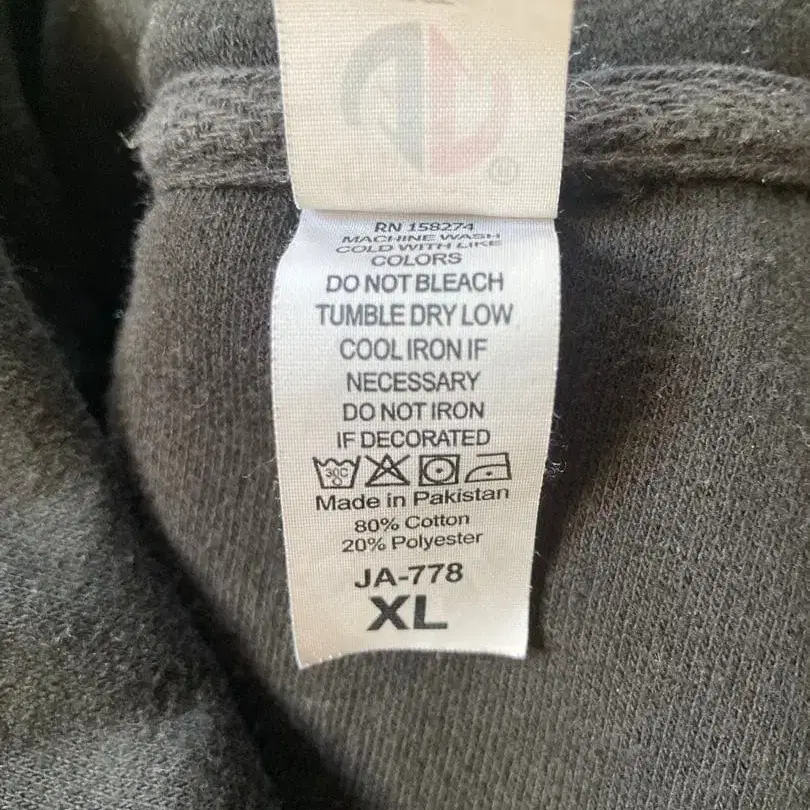 ®
RN 158274
MACHINE WASH
COLD WITH LIKE
COLORS
DO NOT BLEACH
TUMBLE DRY LOW
COOL IRON IF
NECESSARY
DO NOT IRON
IF DECORATED
30C
Made in Pakistan
80% Cotton
20% Polyester
JA-778
XL